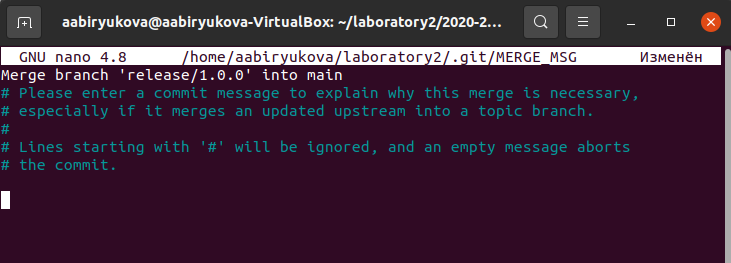 aabiryukova@aabiryukova-VirtualBox: ~/laboratory2/2020-2...
GNU nano 4.8 /home/aabiryukova/laboratory2/.git/MERGE_MSG Изменён
Merge branch 'release/1.0.0' into main
# Please enter a commit message to explain why this merge is necessary,
# especially if it merges an updated upstream into a topic branch.
#
# Lines starting with '#' will be ignored, and an empty message aborts
# the commit.